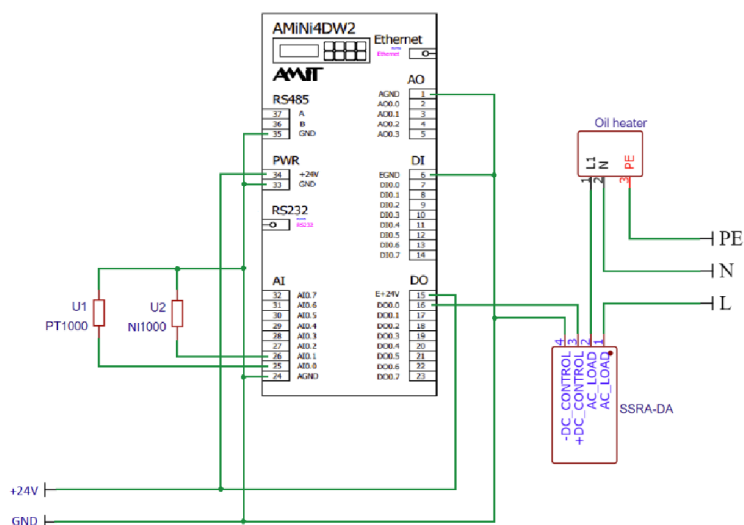 AMiNi4DW2
Ethernet
Ethernet
AMiT
AO
AGND 1
AO0.0 2
AO0.1 3
AO0.2 4
AO0.3 5
RS485
37 A
36 B
35 GND
PWR
34 +24V
33 GND
DI
EGND 6
DI0.0 7
DI0.1 8
DI0.2 9
DI0.3 10
DI0.4 11
DI0.5 12
DI0.6 13
DI0.7 14
RS232
RS232
AI
32 AI0.7
31 AI0.6
30 AI0.5
29 AI0.4
28 AI0.3
27 AI0.2
26 AI0.1
25 AI0.0
24 AGND
DO
E+24V 15
DO0.0 16
DO0.1 17
DO0.2 18
DO0.3 19
DO0.4 20
DO0.5 21
DO0.6 22
DO0.7 23
U1
PT1000
U2
NI1000
Oil heater
L1
N
PE
1
2
3
PE
N
L
4
3
2
1
-DC_CONTROL
+DC_CONTROL
AC_LOAD
AC_LOAD
SSRA-DA
+24V
GND